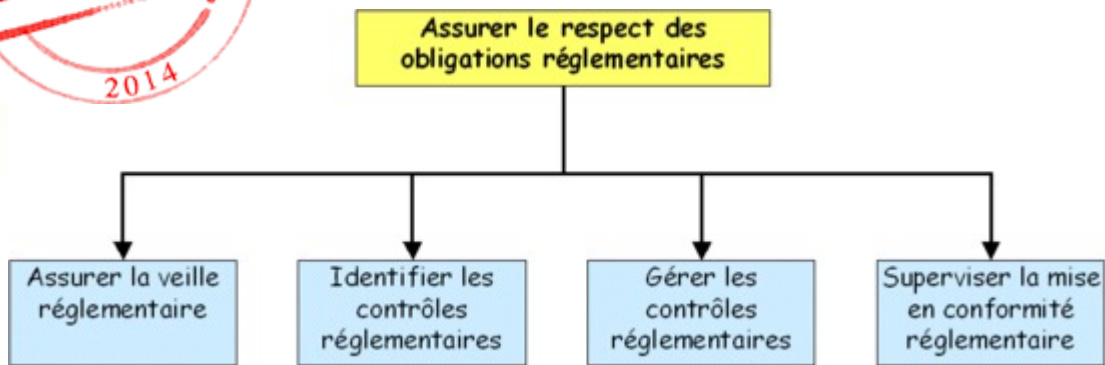 Assurer le respect des
obligations réglementaires
2014
Assurer la veille
réglementaire
Identifier les
contrôles
réglementaires
Gérer les
contrôles
réglementaires
Superviser la mise
en conformité
réglementaire